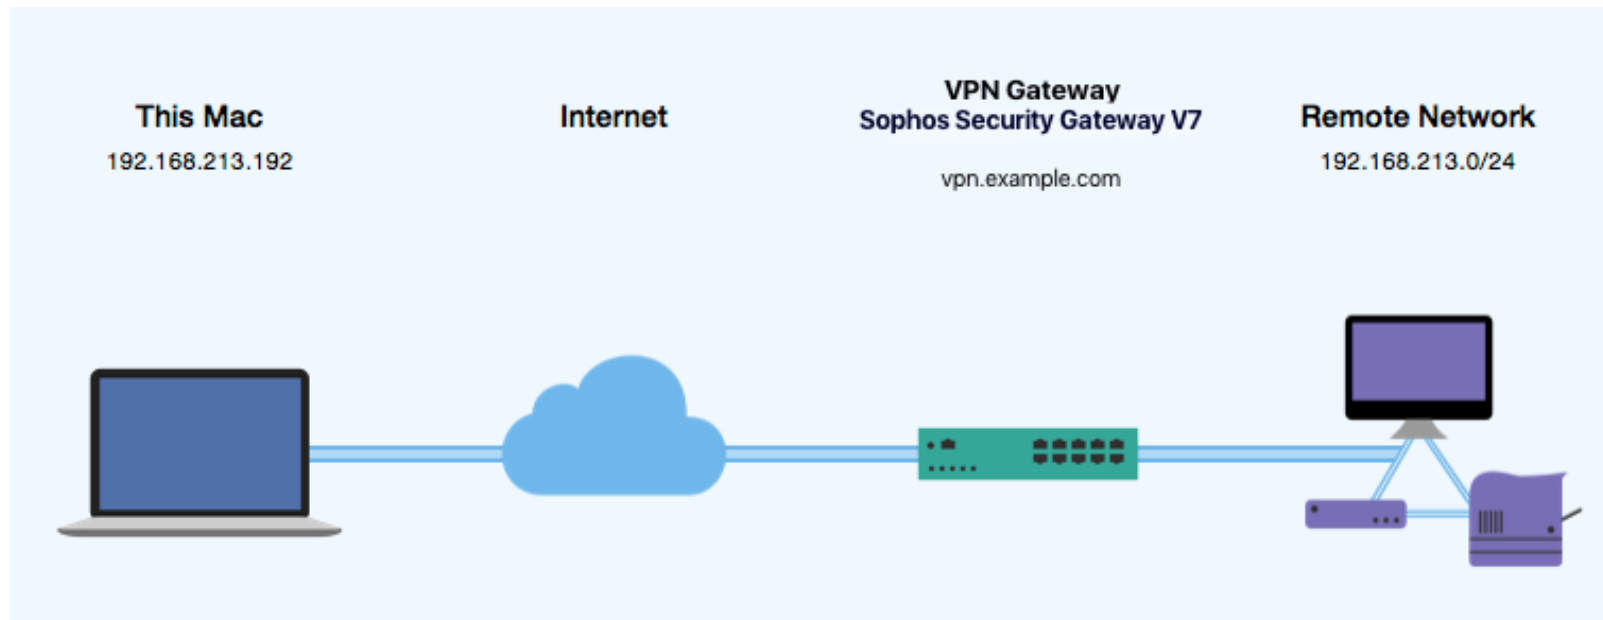 This Mac
192.168.213.192
Internet
VPN Gateway
Sophos Security Gateway V7
vpn.example.com
Remote Network
192.168.213.0/24